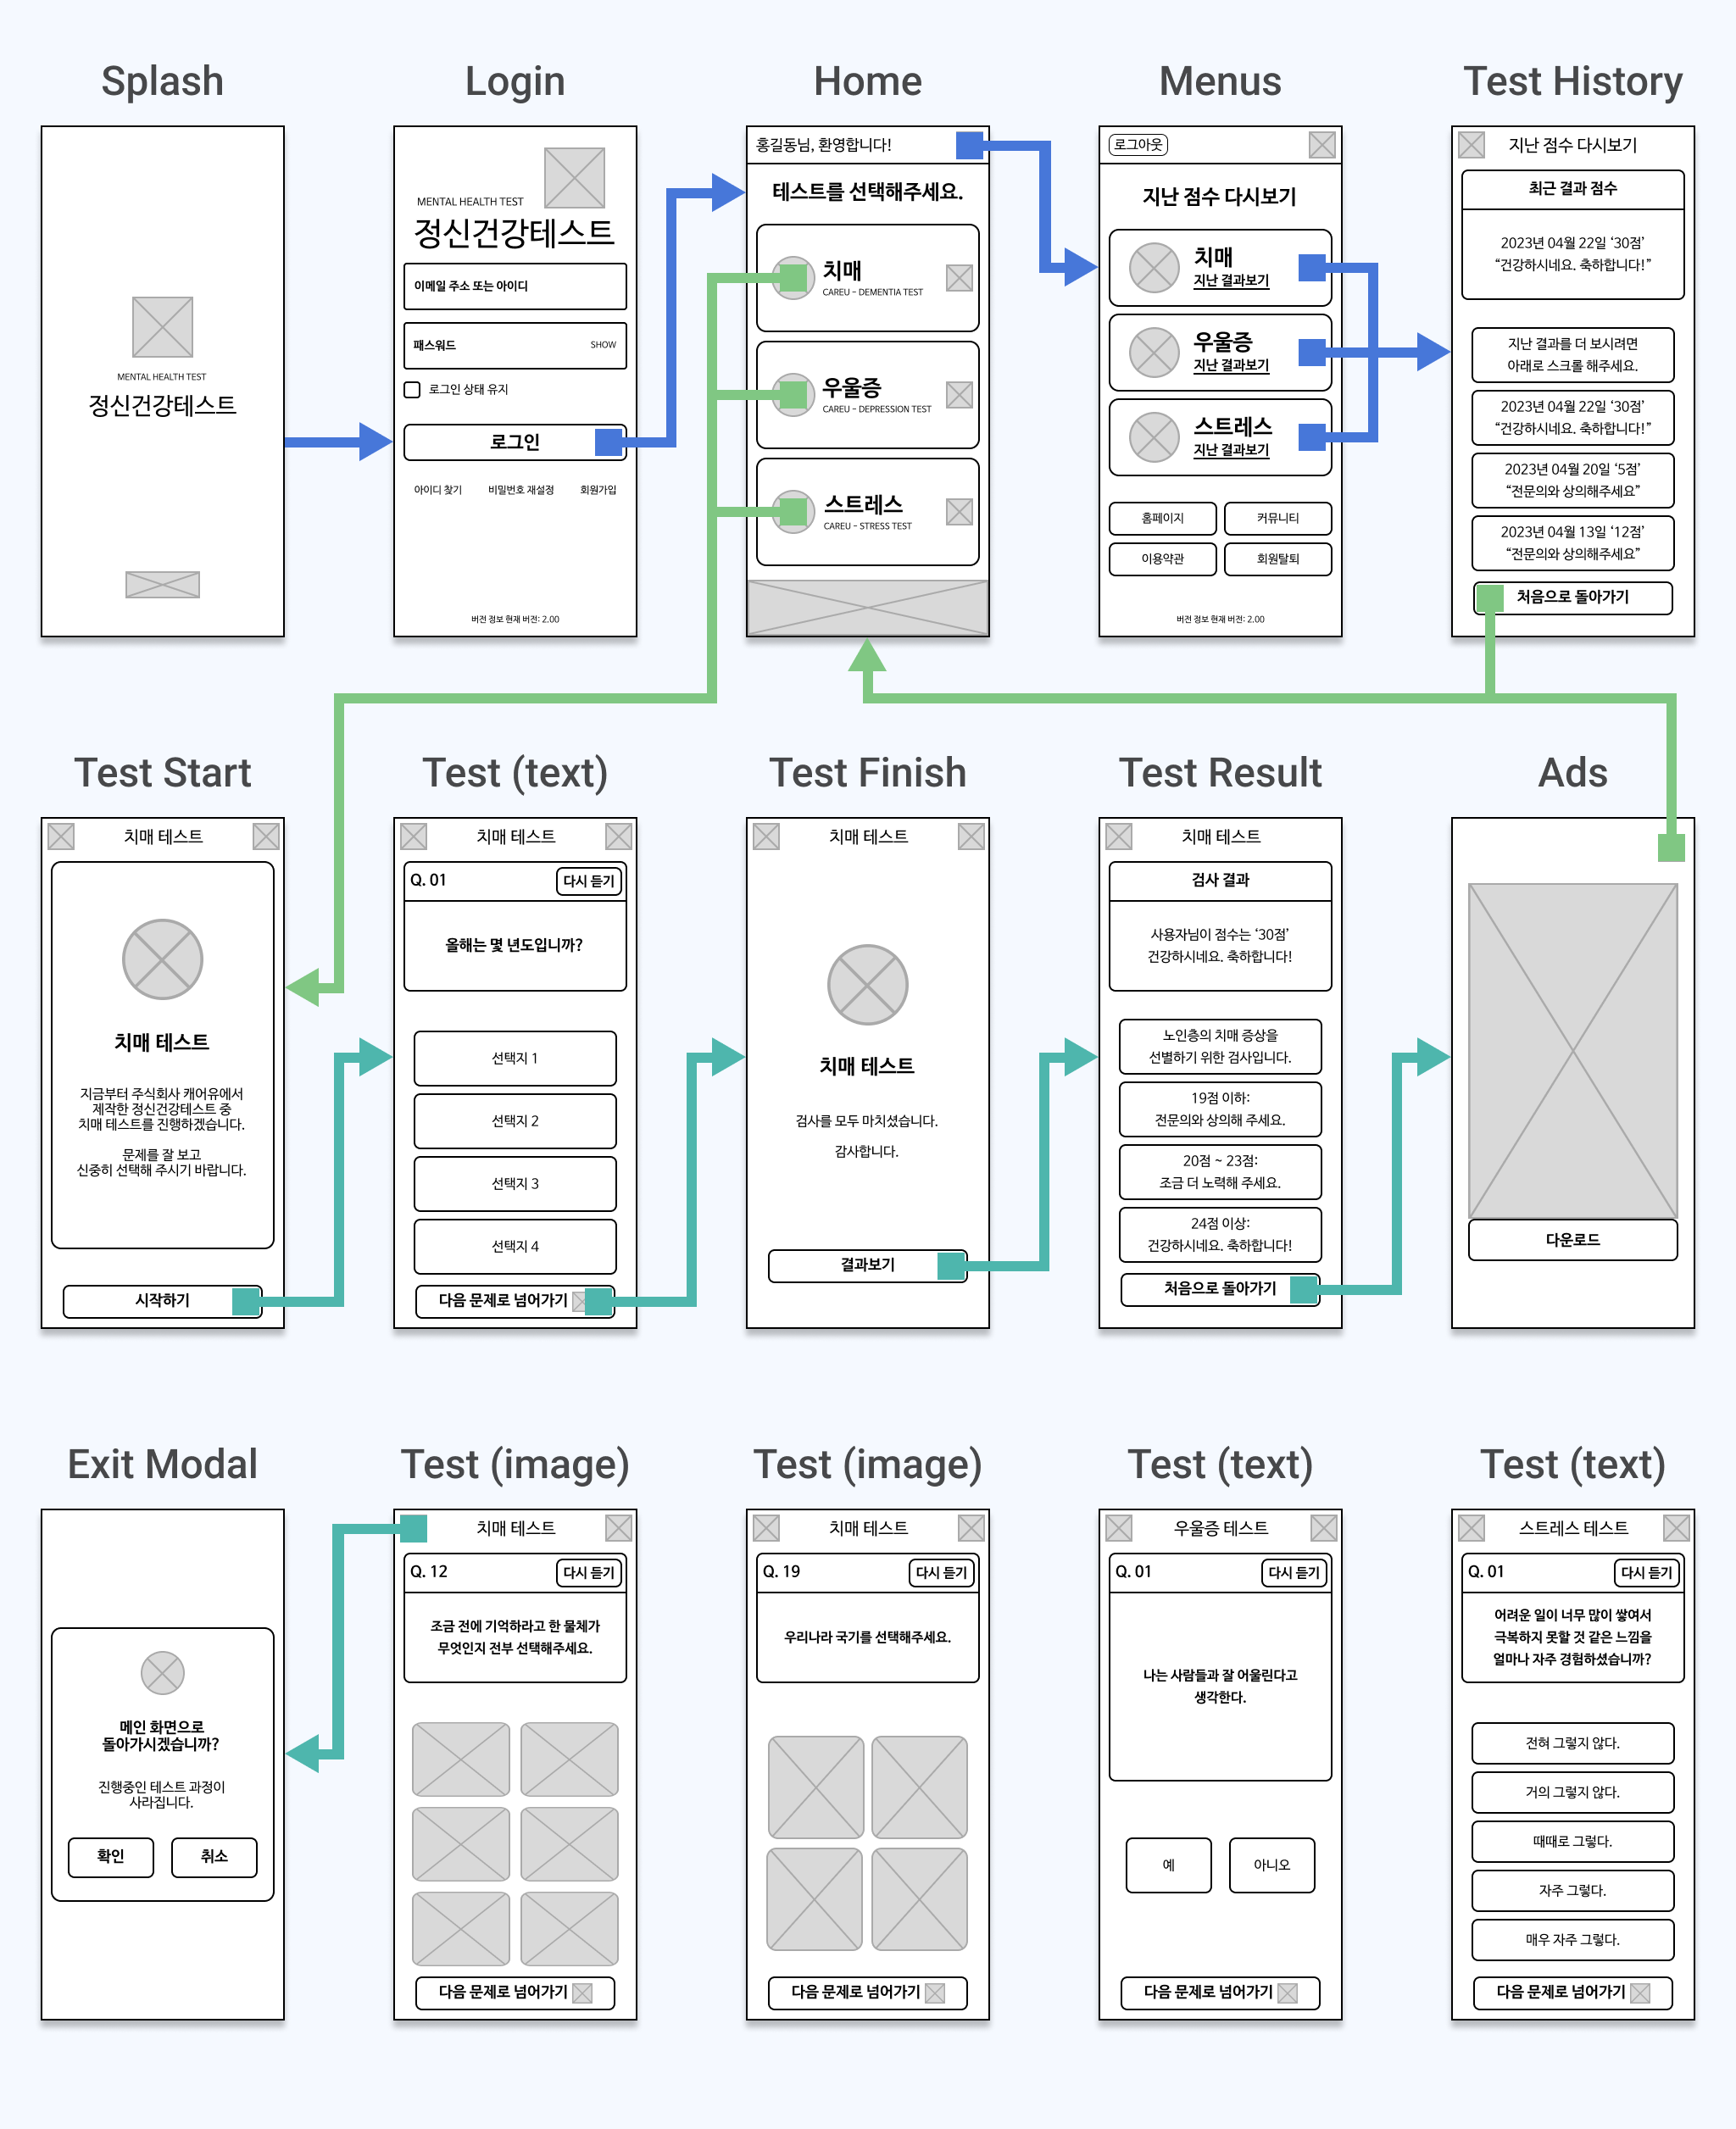 Splash
MENTAL HEALTH TEST
정신건강테스트
Login
MENTAL HEALTH TEST
정신건강테스트
이메일 주소 또는 아이디
패스워드 SHOW
로그인 상태 유지
로그인
아이디 찾기 비밀번호 재설정 회원가입
버전 정보 현재 버전: 2.00
Home
홍길동님, 환영합니다!
테스트를 선택해주세요.
치매
CAREU - DEMENTIA TEST
우울증
CAREU - DEPRESSION TEST
스트레스
CAREU - STRESS TEST
Menus
로그아웃
지난 점수 다시보기
치매
지난 결과보기
우울증
지난 결과보기
스트레스
지난 결과보기
홈페이지 커뮤니티
이용약관 회원탈퇴
버전 정보 현재 버전: 2.00
Test History
지난 점수 다시보기
최근 결과 점수
2023년 04월 22일 ‘30점’
“건강하시네요. 축하합니다!”
지난 결과를 더 보시려면
아래로 스크롤 해주세요.
2023년 04월 22일 ‘30점’
“건강하시네요. 축하합니다!”
2023년 04월 20일 ‘5점’
“전문의와 상의해주세요”
2023년 04월 13일 ‘12점’
“전문의와 상의해주세요”
처음으로 돌아가기
Test Start
치매 테스트
치매 테스트
지금부터 주식회사 캐어유에서
제작한 정신건강테스트 중
치매 테스트를 진행하겠습니다.
문제를 잘 보고
신중히 선택해 주시기 바랍니다.
시작하기
Test (text)
치매 테스트
Q. 01 다시 듣기
올해는 몇 년도입니까?
선택지 1
선택지 2
선택지 3
선택지 4
다음 문제로 넘어가기
Test Finish
치매 테스트
치매 테스트
검사를 모두 마치셨습니다.
감사합니다.
결과보기
Test Result
치매 테스트
검사 결과
사용자님이 점수는 ‘30점’
건강하시네요. 축하합니다!
노인층의 치매 증상을
선별하기 위한 검사입니다.
19점 이하:
전문의와 상의해 주세요.
20점 ~ 23점:
조금 더 노력해 주세요.
24점 이상:
건강하시네요. 축하합니다!
처음으로 돌아가기
Ads
다운로드
Exit Modal
메인 화면으로
돌아가시겠습니까?
진행중인 테스트 과정이
사라집니다.
확인 취소
Test (image)
치매 테스트
Q. 12 다시 듣기
조금 전에 기억하라고 한 물체가
무엇인지 전부 선택해주세요.
다음 문제로 넘어가기
Test (image)
치매 테스트
Q. 19 다시 듣기
우리나라 국기를 선택해주세요.
다음 문제로 넘어가기
Test (text)
우울증 테스트
Q. 01 다시 듣기
나는 사람들과 잘 어울린다고
생각한다.
예 아니오
다음 문제로 넘어가기
Test (text)
스트레스 테스트
Q. 01 다시 듣기
어려운 일이 너무 많이 쌓여서
극복하지 못할 것 같은 느낌을
얼마나 자주 경험하셨습니까?
전혀 그렇지 않다.
거의 그렇지 않다.
때때로 그렇다.
자주 그렇다.
매우 자주 그렇다.
다음 문제로 넘어가기